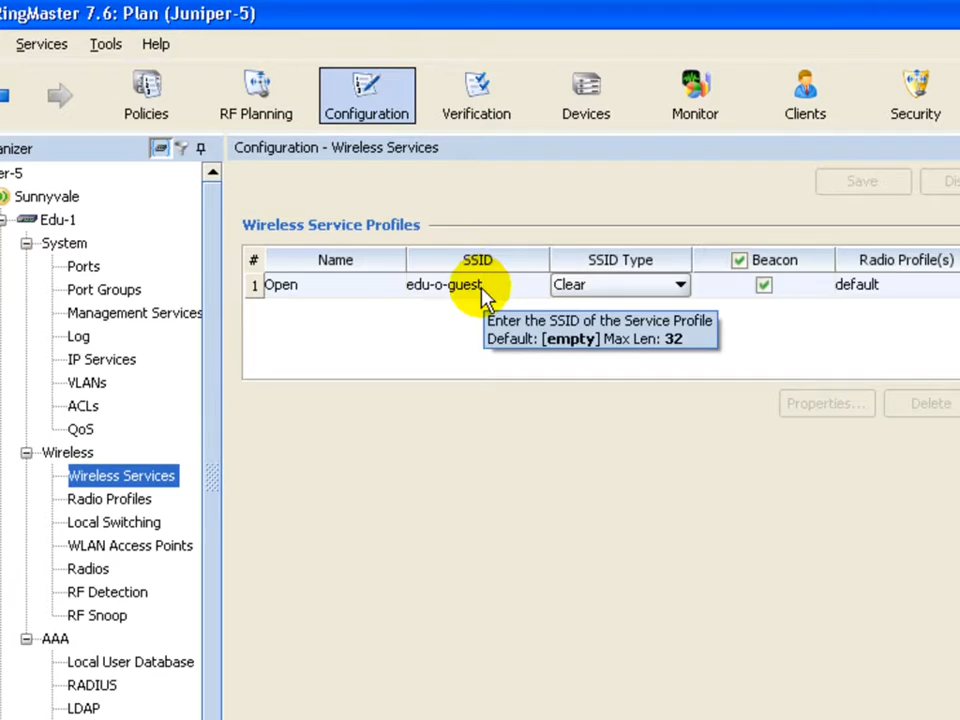 RingMaster 7.6: Plan (Juniper-5)
Services Tools Help
Policies RF Planning Configuration Verification Devices Monitor Clients Security
anizer
Configuration - Wireless Services
er-5
Sunnyvale
Save Dis
Edu-1
Wireless Service Profiles
System
# Name SSID SSID Type Beacon Radio Profile(s)
Ports
1 Open edu-o-guest Clear default
Port Groups
Management Services
Enter the SSID of the Service Profile
Default: [empty] Max Len: 32
Log
IP Services
VLANs
ACLs
Properties... Delete
QoS
Wireless
Wireless Services
Radio Profiles
Local Switching
WLAN Access Points
Radios
RF Detection
RF Snoop
AAA
Local User Database
RADIUS
LDAP